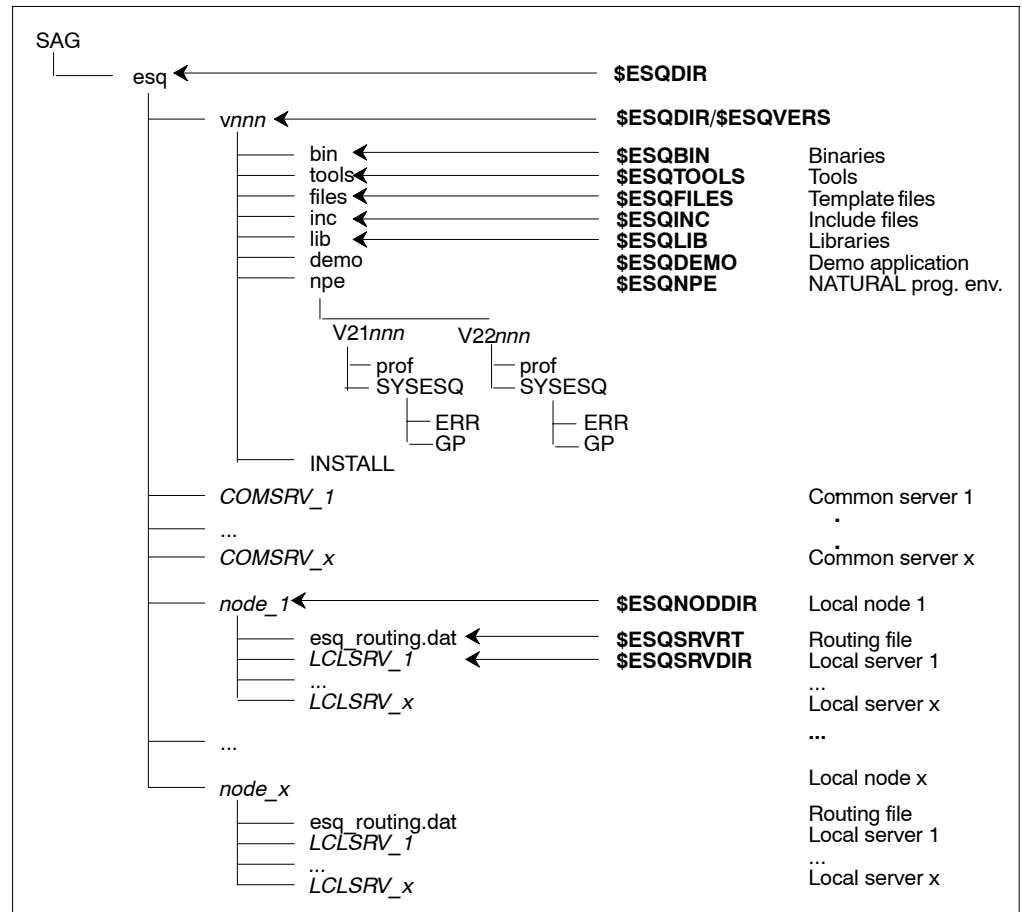 SAG
esq $ESQDIR
vnnn $ESQDIR/$ESQVERS
bin $ESQBIN Binaries
tools $ESQTOOLS Tools
files $ESQFILES Template files
inc $ESQINC Include files
lib $ESQLIB Libraries
demo $ESQDEMO Demo application
npe $ESQNPE NATURAL prog. env.
V21nnn V22nnn
prof prof
SYSESQ SYSESQ
ERR ERR
GP GP
INSTALL
COMSRV_1 Common server 1
... 
COMSRV_x Common server x
node_1 $ESQNODDIR Local node 1
esq_routing.dat $ESQSRVRT Routing file
LCLSRV_1 $ESQSRVDIR Local server 1
... ...
LCLSRV_x Local server x
... ...
node_x Local node x
esq_routing.dat Routing file
LCLSRV_1 Local server 1
... ...
LCLSRV_x Local server x